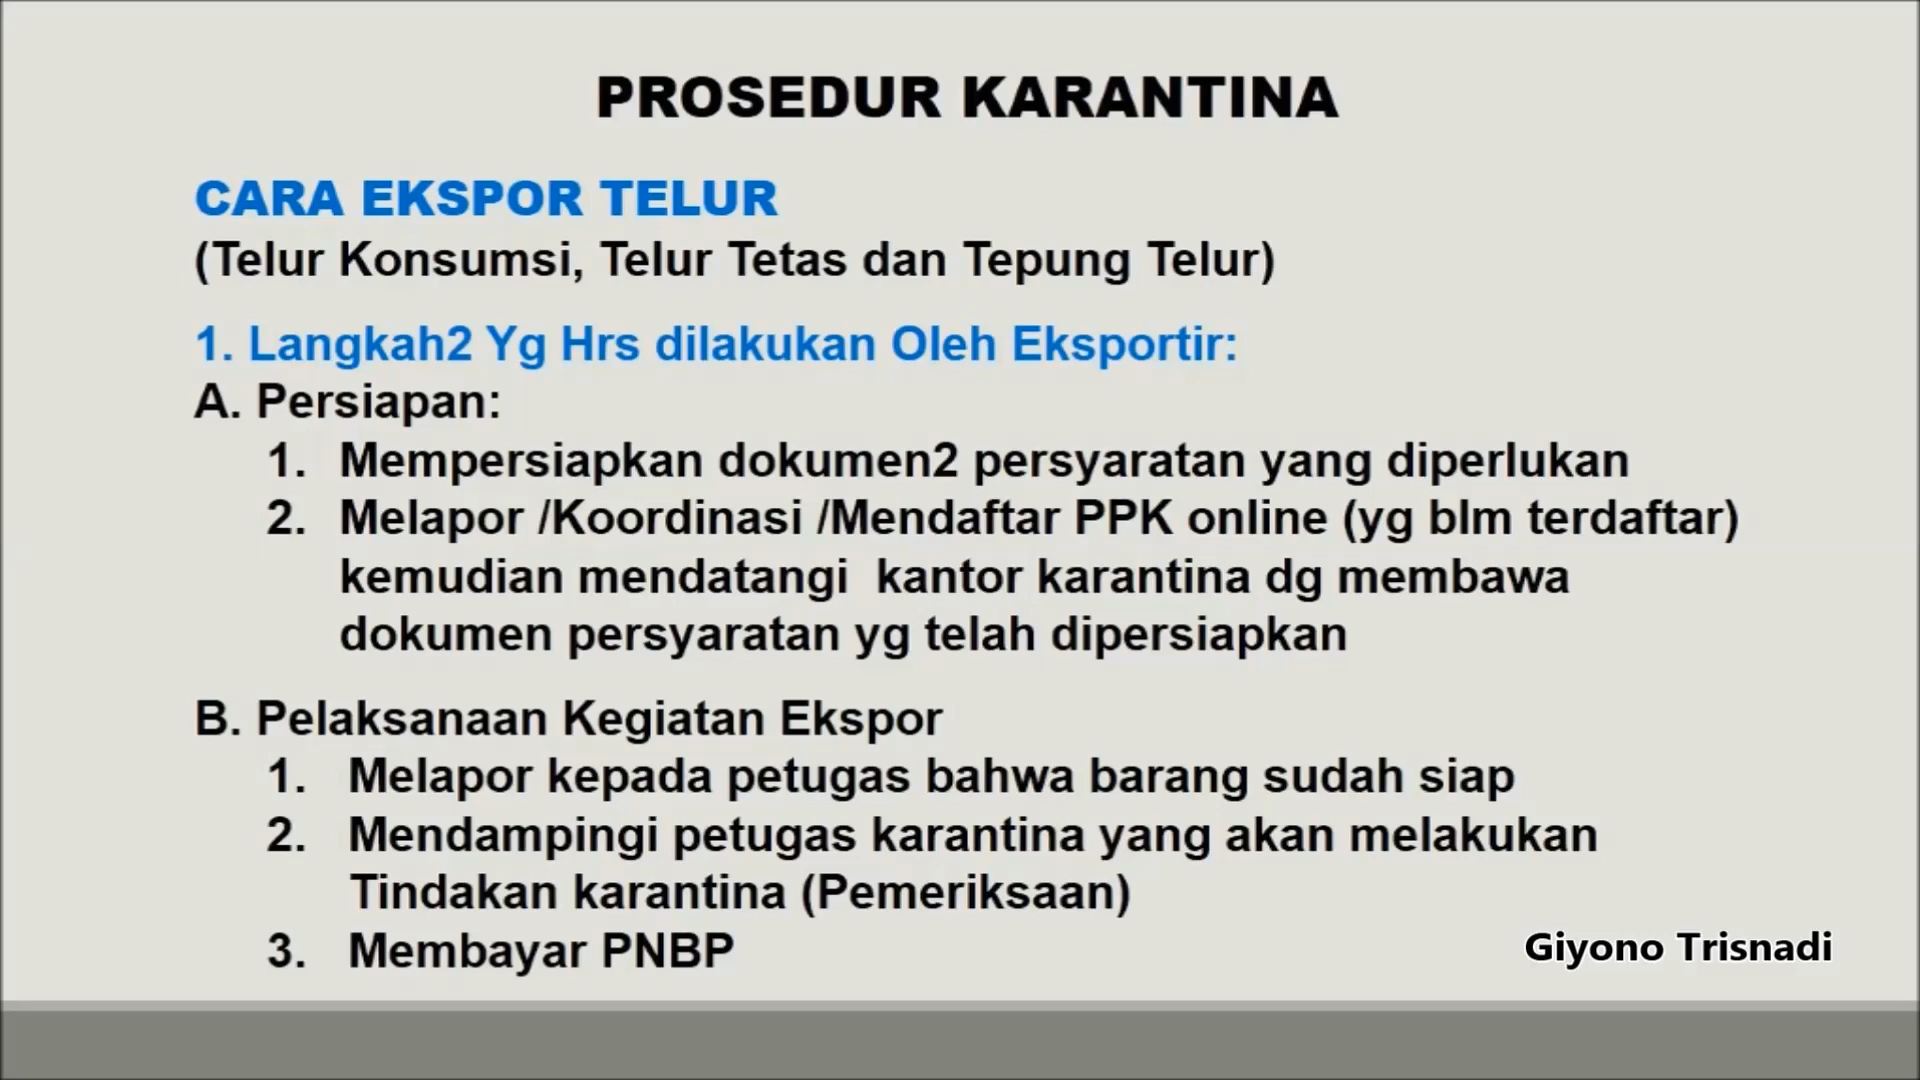 PROSEDUR KARANTINA
CARA EKSPOR TELUR
(Telur Konsumsi, Telur Tetas dan Tepung Telur)
1. Langkah2 Yg Hrs dilakukan Oleh Eksportir:
A. Persiapan:
1. Mempersiapkan dokumen2 persyaratan yang diperlukan
2. Melapor /Koordinasi /Mendaftar PPK online (yg blm terdaftar)
kemudian mendatangi kantor karantina dg membawa
dokumen persyaratan yg telah dipersiapkan
B. Pelaksanaan Kegiatan Ekspor
1. Melapor kepada petugas bahwa barang sudah siap
2. Mendampingi petugas karantina yang akan melakukan
Tindakan karantina (Pemeriksaan)
3. Membayar PNBP
Giyono Trisnadi